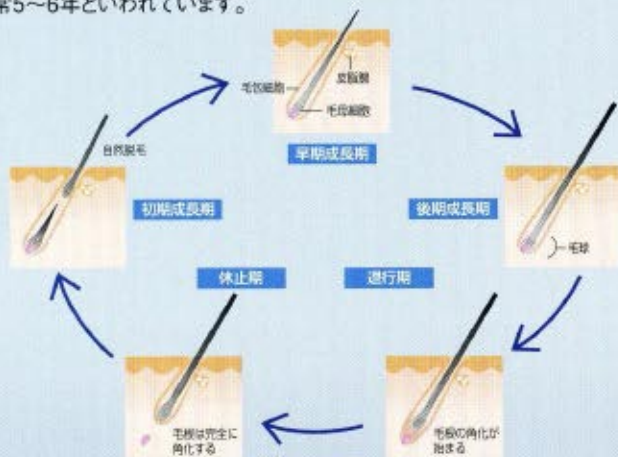 常5〜6年といわれています。
皮脂腺
毛包細胞
毛母細胞
早期成長期
自然脱毛
初期成長期
後期成長期
毛球
休止期
退行期
毛根は完全に
角化する
毛根の角化が
始まる